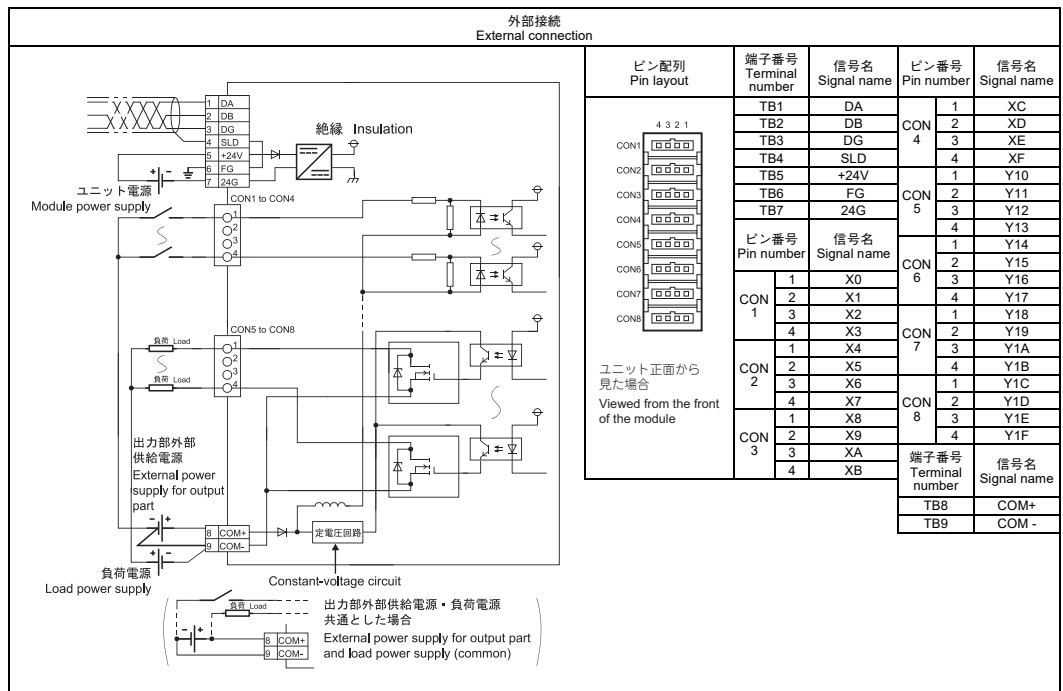 外部接続
External connection
1 DA
2 DB
3 DG
4 SLD
5 +24V
6 FG
7 24G
絶縁 Insulation
ユニット電源
Module power supply
CON1 to CON4
1
2
3
4
CON5 to CON8
負荷 Load
1
2
3
負荷 Load
4
出力部外部
供給電源
External power
supply for output
part
8 COM+
9 COM-
定電圧回路
負荷電源
Load power supply
Constant-voltage circuit
負荷 Load
8 COM+
9 COM-
出力部外部供給電源・負荷電源
共通とした場合
External power supply for output part
and load power supply (common)
ピン配列
Pin layout
4 3 2 1
CON1
CON2
CON3
CON4
CON5
CON6
CON7
CON8
ユニット正面から
見た場合
Viewed from the front
of the module
端子番号
Terminal
number
信号名
Signal name
TB1 DA
TB2 DB
TB3 DG
TB4 SLD
TB5 +24V
TB6 FG
TB7 24G
ピン番号
Pin number
信号名
Signal name
CON
1
1 X0
2 X1
3 X2
4 X3
CON
2
1 X4
2 X5
3 X6
4 X7
CON
3
1 X8
2 X9
3 XA
4 XB
ピン番号
Pin number
信号名
Signal name
CON
4
1 XC
2 XD
3 XE
4 XF
CON
5
1 Y10
2 Y11
3 Y12
4 Y13
CON
6
1 Y14
2 Y15
3 Y16
4 Y17
CON
7
1 Y18
2 Y19
3 Y1A
4 Y1B
CON
8
1 Y1C
2 Y1D
3 Y1E
4 Y1F
端子番号
Terminal
number
信号名
Signal name
TB8 COM+
TB9 COM -